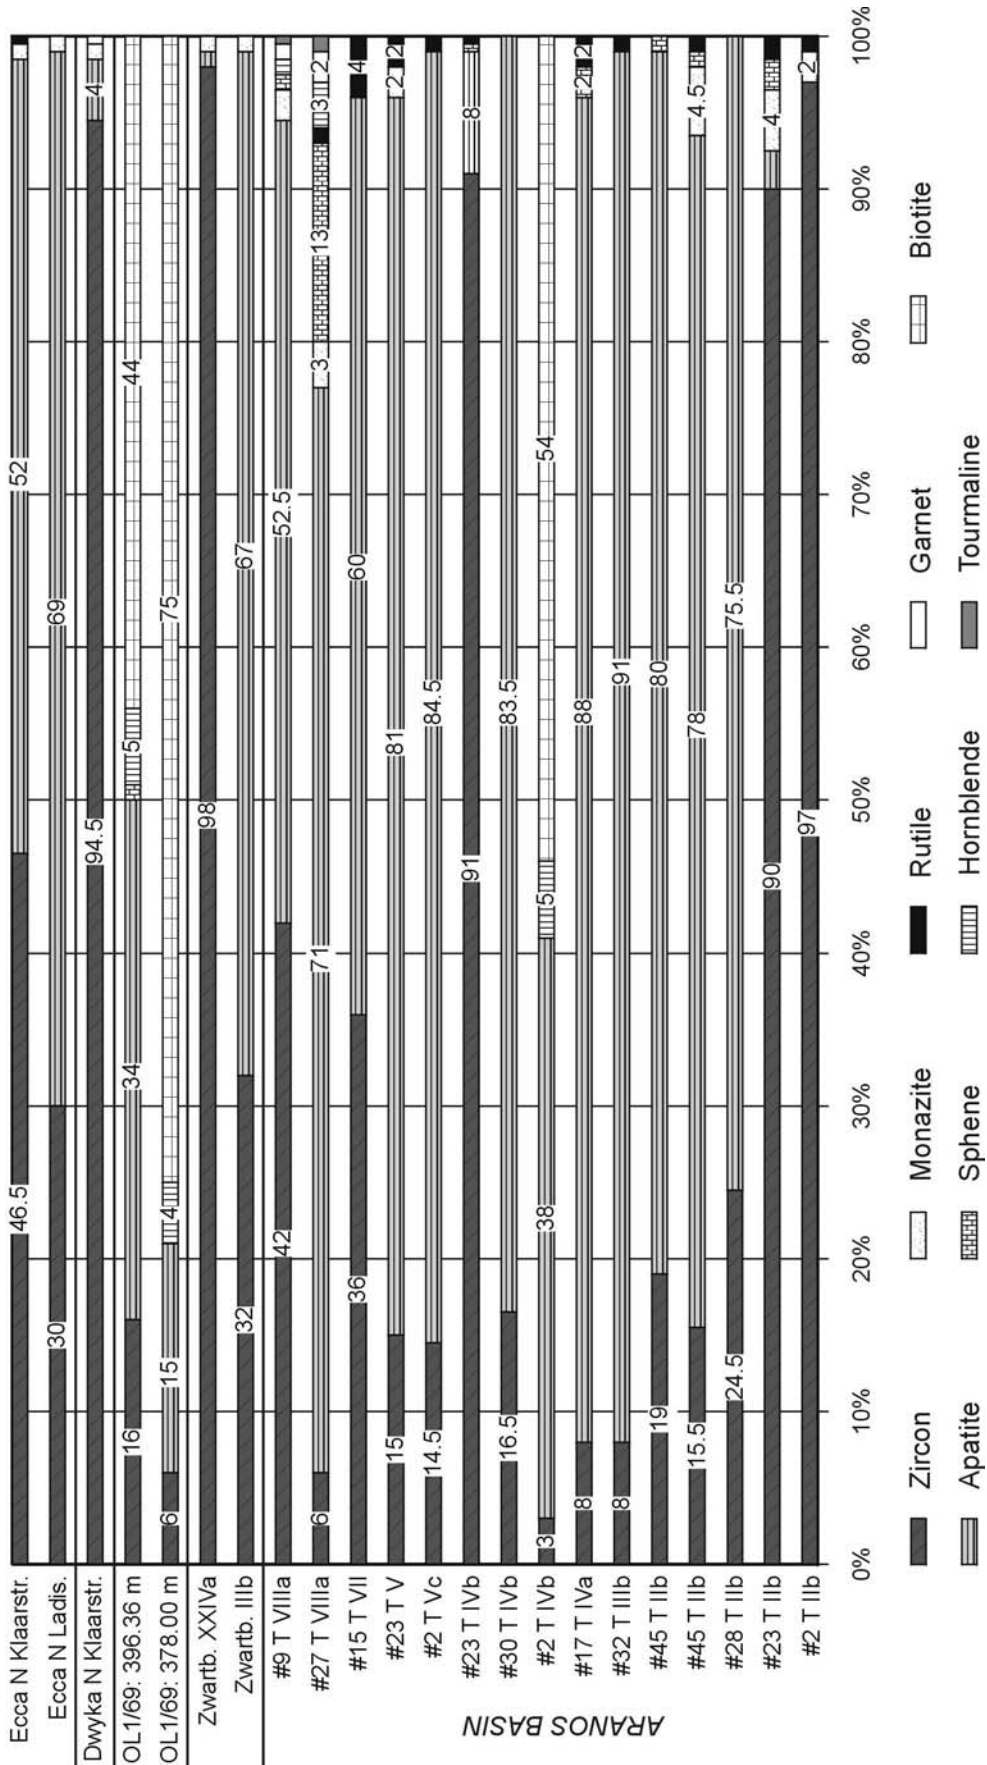 Ecca N Klaarstr. 46.5 52
Ecca N Ladis. 30 69
Dwyka N Klaarstr. 94.5 4
OL1/69: 396.36 m 16 34 5 44
OL1/69: 378.00 m 6 15 4 75
Zwartb. XXIVa 98
Zwartb. IIIb 32 67
ARANOS BASIN
#9 T VIIIa 42 52.5
#27 T VIIIa 6 71 3 13 3 2
#15 T VII 36 60 4
#23 T V 15 81 2 2
#2 T Vc 14.5 84.5
#23 T IVb 91 8
#30 T IVb 16.5 83.5
#2 T IVb 3 38 5 54
#17 T IVa 8 88 2 2
#32 T IIIb 8 91
#45 T IIb 19 80
#45 T IIb 15.5 78 4.5
#28 T IIb 24.5 75.5
#23 T IIb 90 4
#2 T IIb 97 2
0% 10% 20% 30% 40% 50% 60% 70% 80% 90% 100%
Zircon Monazite Rutile Garnet Biotite
Apatite Sphene Hornblende Tourmaline